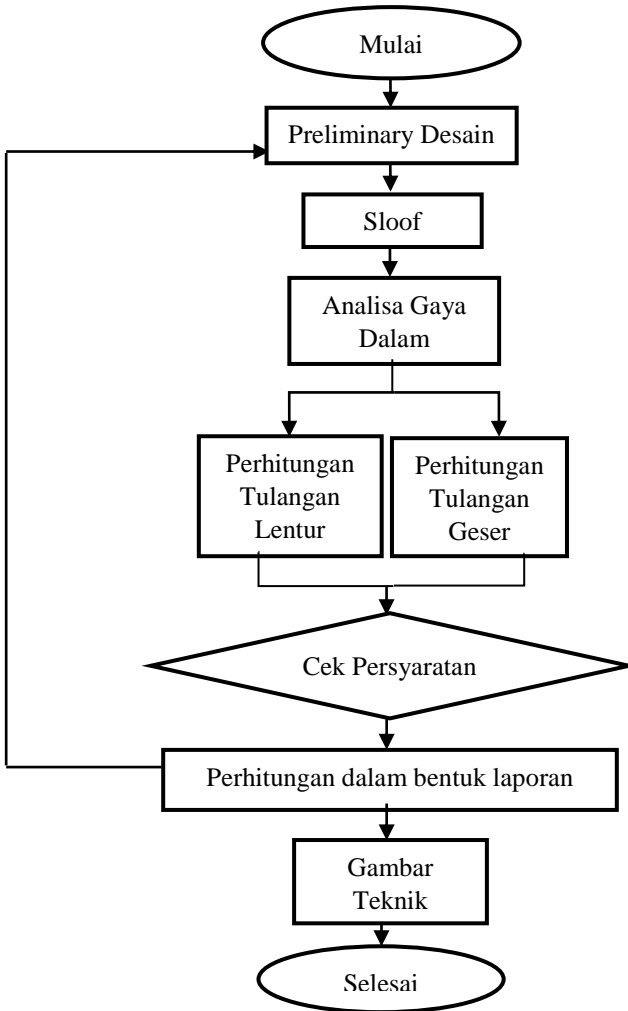 Mulai
Preliminary Desain
Sloof
Analisa Gaya
Dalam
Perhitungan
Tulangan
Lentur
Perhitungan
Tulangan
Geser
Cek Persyaratan
Perhitungan dalam bentuk laporan
Gambar
Teknik
Selesai